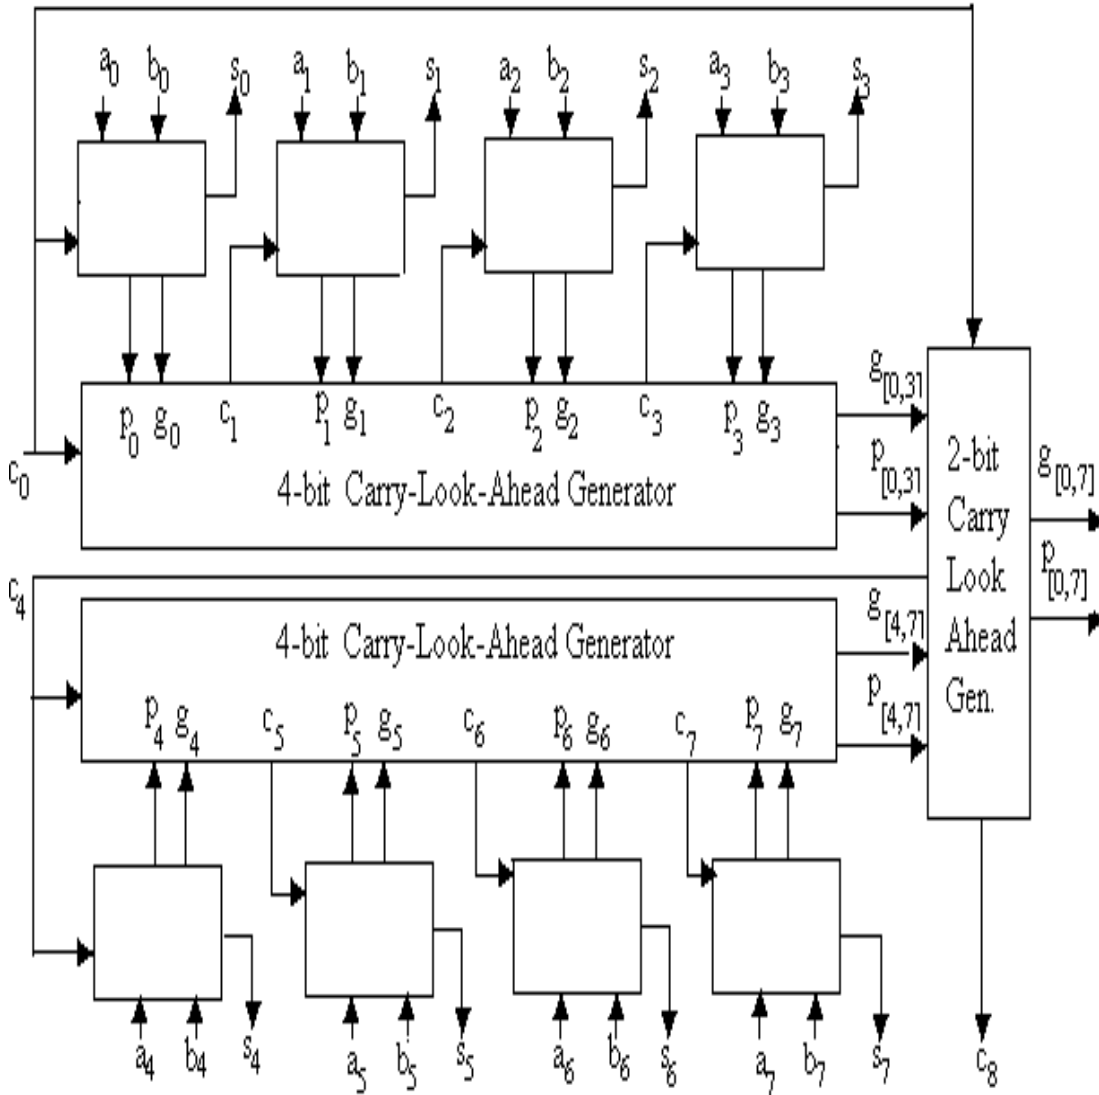 a0 b0 s0 a1 b1 s1 a2 b2 s2 a3 b3 s3
p0 g0 c1 p1 g1 c2 p2 g2 c3 p3 g3
4-bit Carry-Look-Ahead Generator
c0
g[0,3]
p[0,3]
2-bit
Carry
Look
Ahead
Gen.
g[0,7]
p[0,7]
c4
4-bit Carry-Look-Ahead Generator
g[4,7]
p[4,7]
p4 g4 c5 p5 g5 c6 p6 g6 c7 p7 g7
a4 b4 s4 a5 b5 s5 a6 b6 s6 a7 b7 s7 c8